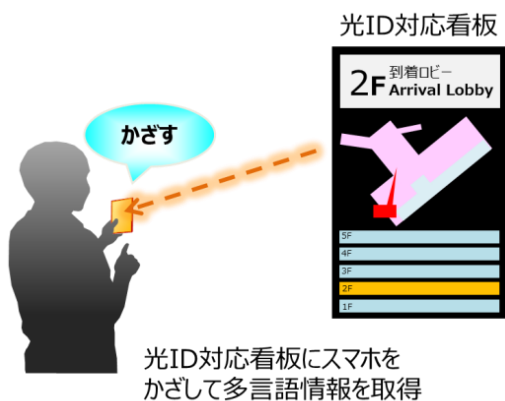 光ID対応看板
2F 到着ロビー
Arrival Lobby
かざす
5F
4F
3F
2F
1F
光ID対応看板にスマホを
かざして多言語情報を取得